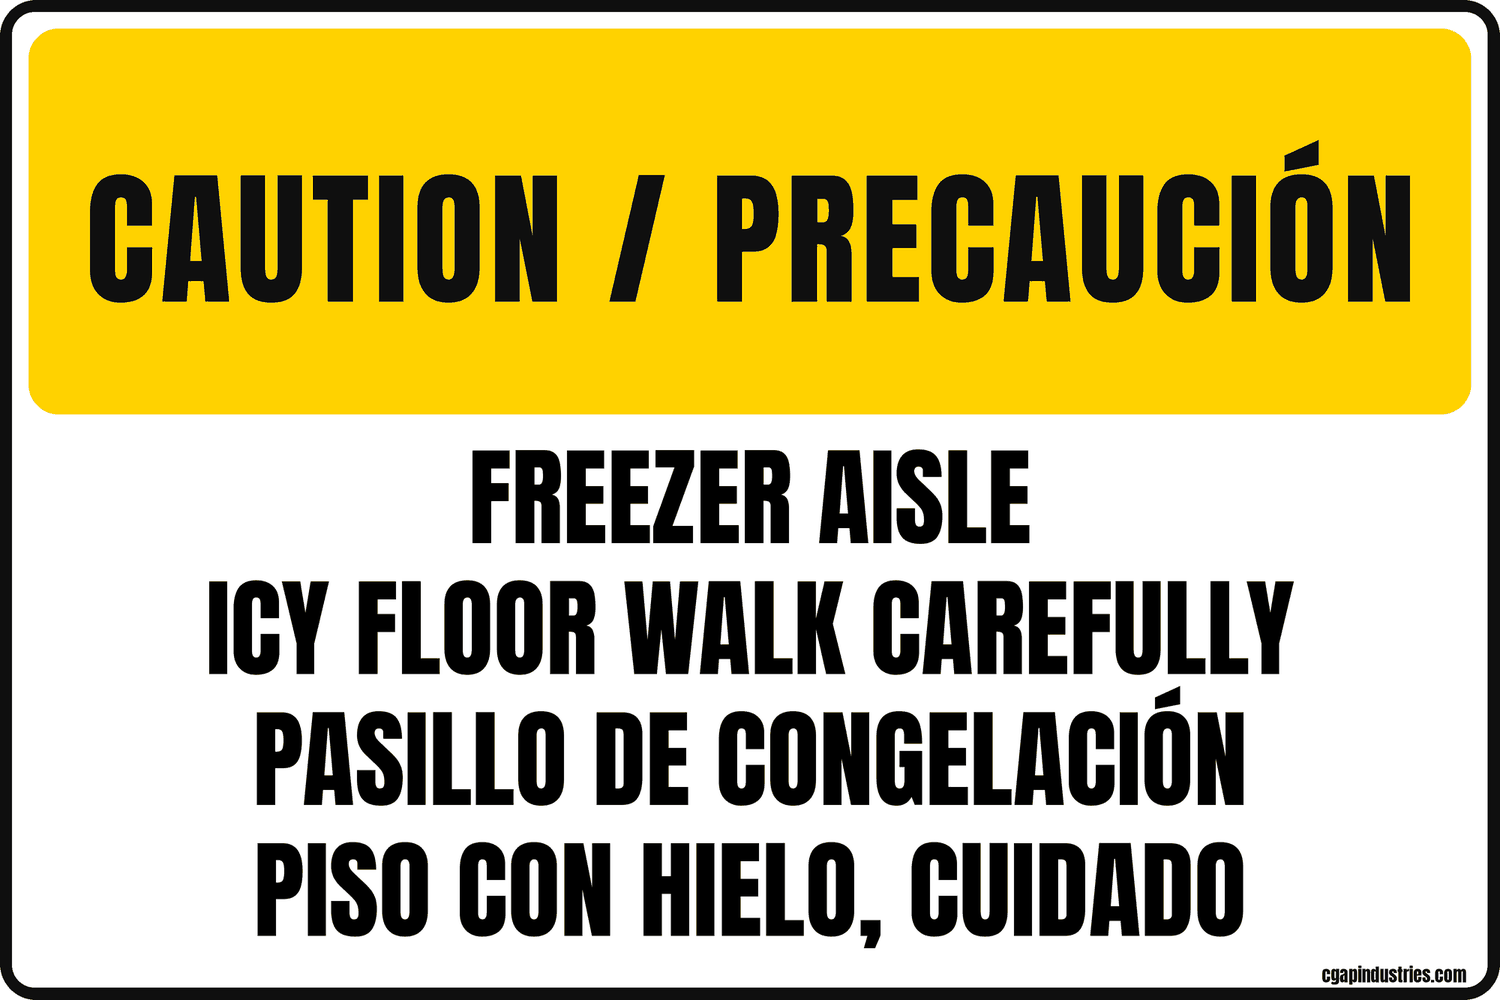 CAUTION / PRECAUCIÓN
FREEZER AISLE
ICY FLOOR WALK CAREFULLY
PASILLO DE CONGELACIÓN
PISO CON HIELO, CUIDADO
cgapindustries.com